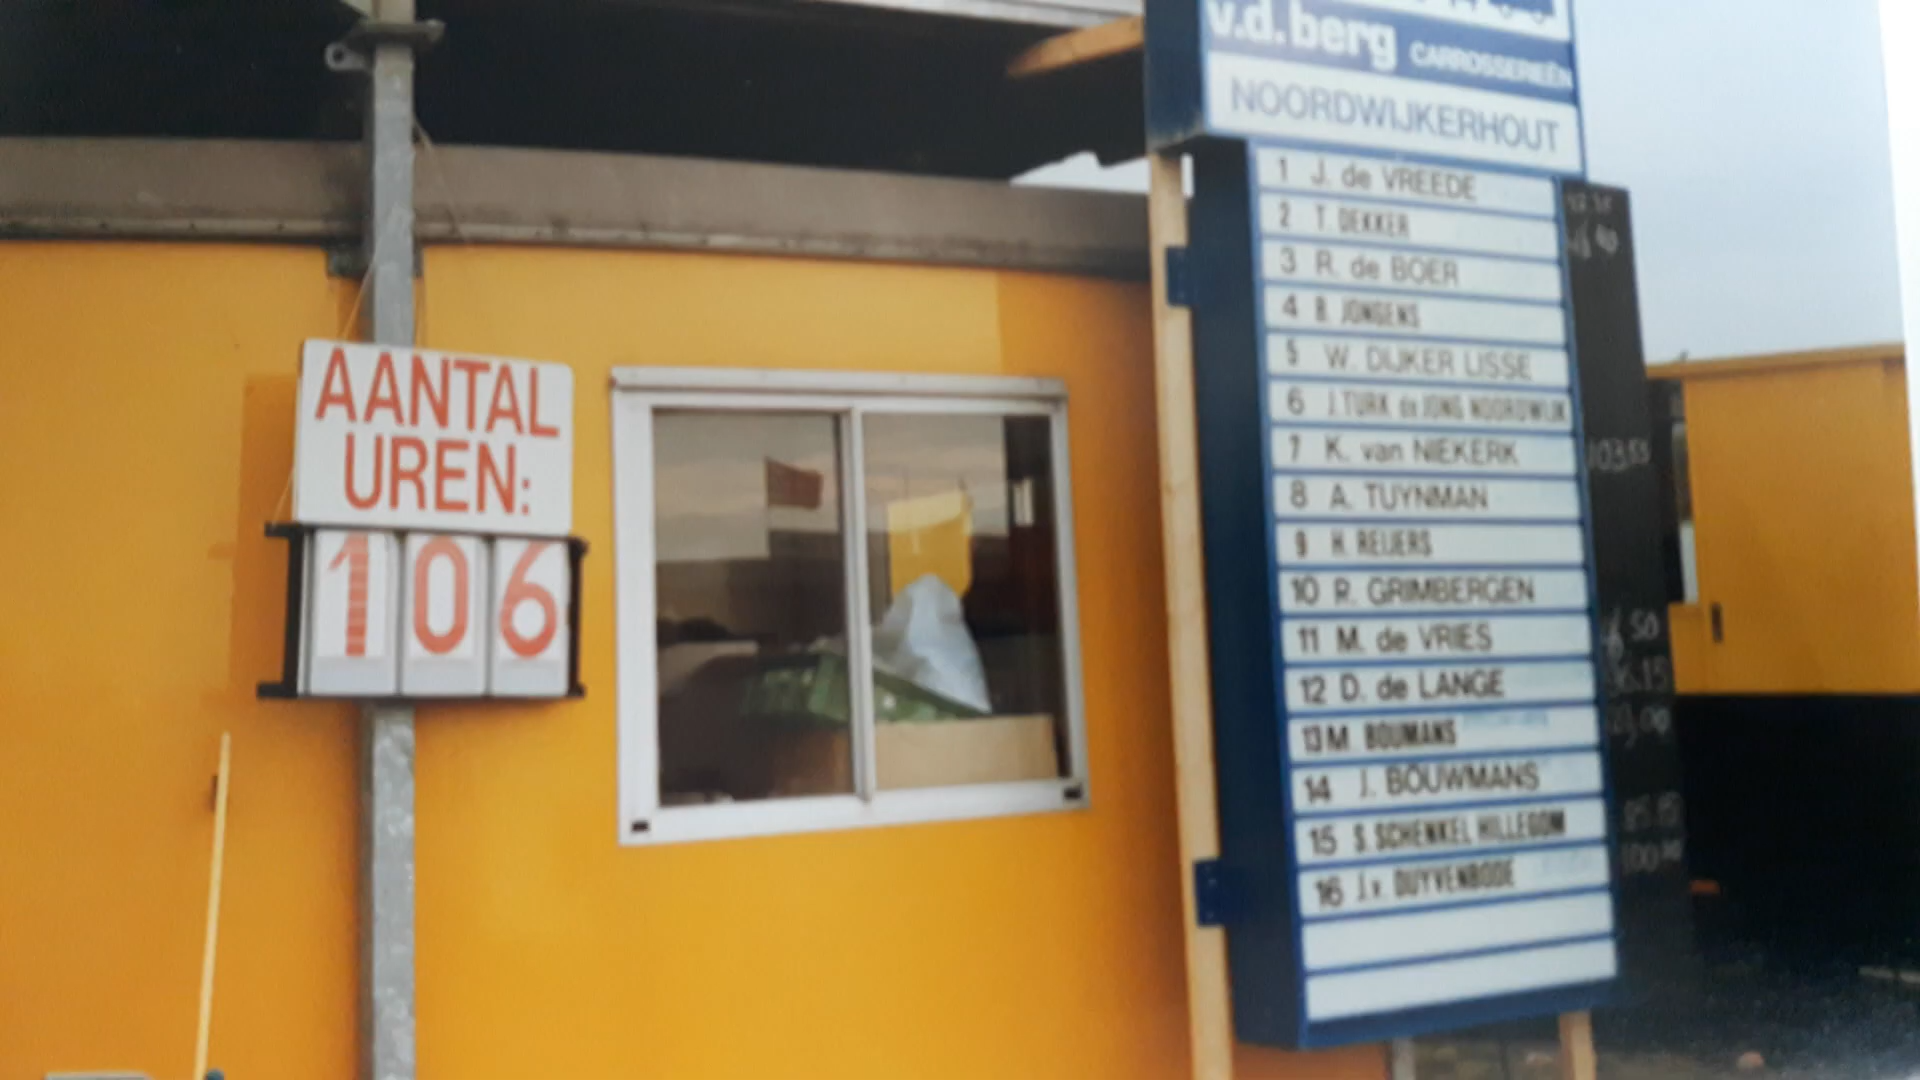 AANTAL
UREN:
106
v.d. berg CARROSSERIEËN
NOORDWIJKERHOUT
1 J. de VREEDE
2 T. DEKKER
3 R. de BOER
4 B. JONGENS
5 W. DIJKER LISSE
6 J. TURK de JONG NOORDWIJK
7 K. van NIEKERK
8 A. TUYNMAN
9 H. REIJERS
10 R. GRIMBERGEN
11 M. de VRIES
12 D. de LANGE
13 M BOUMANS
14 J. BOUWMANS
15 S. SCHENKEL HILLEGOM
16 J.v. DUYVENBODE
50